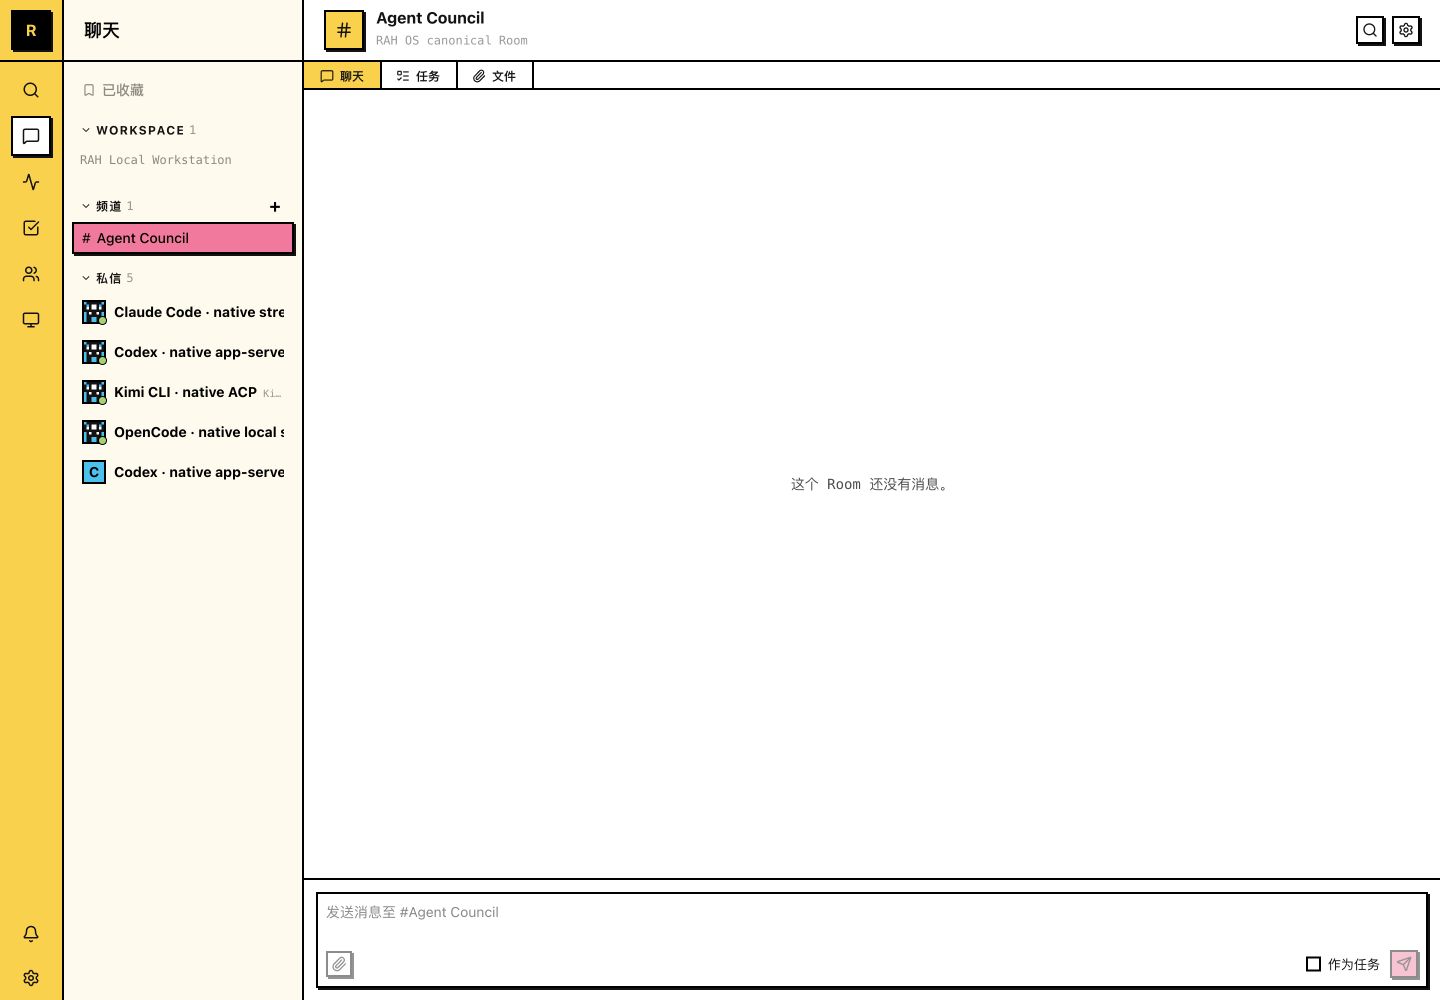 R
聊天
已收藏
WORKSPACE 1
RAH Local Workstation
频道 1
# Agent Council
私信 5
Claude Code · native stre
Codex · native app-serve
Kimi CLI · native ACP Ki…
OpenCode · native local s
C Codex · native app-serve
# Agent Council
RAH OS canonical Room
聊天 任务 文件
这个 Room 还没有消息。
发送消息至 #Agent Council
作为任务